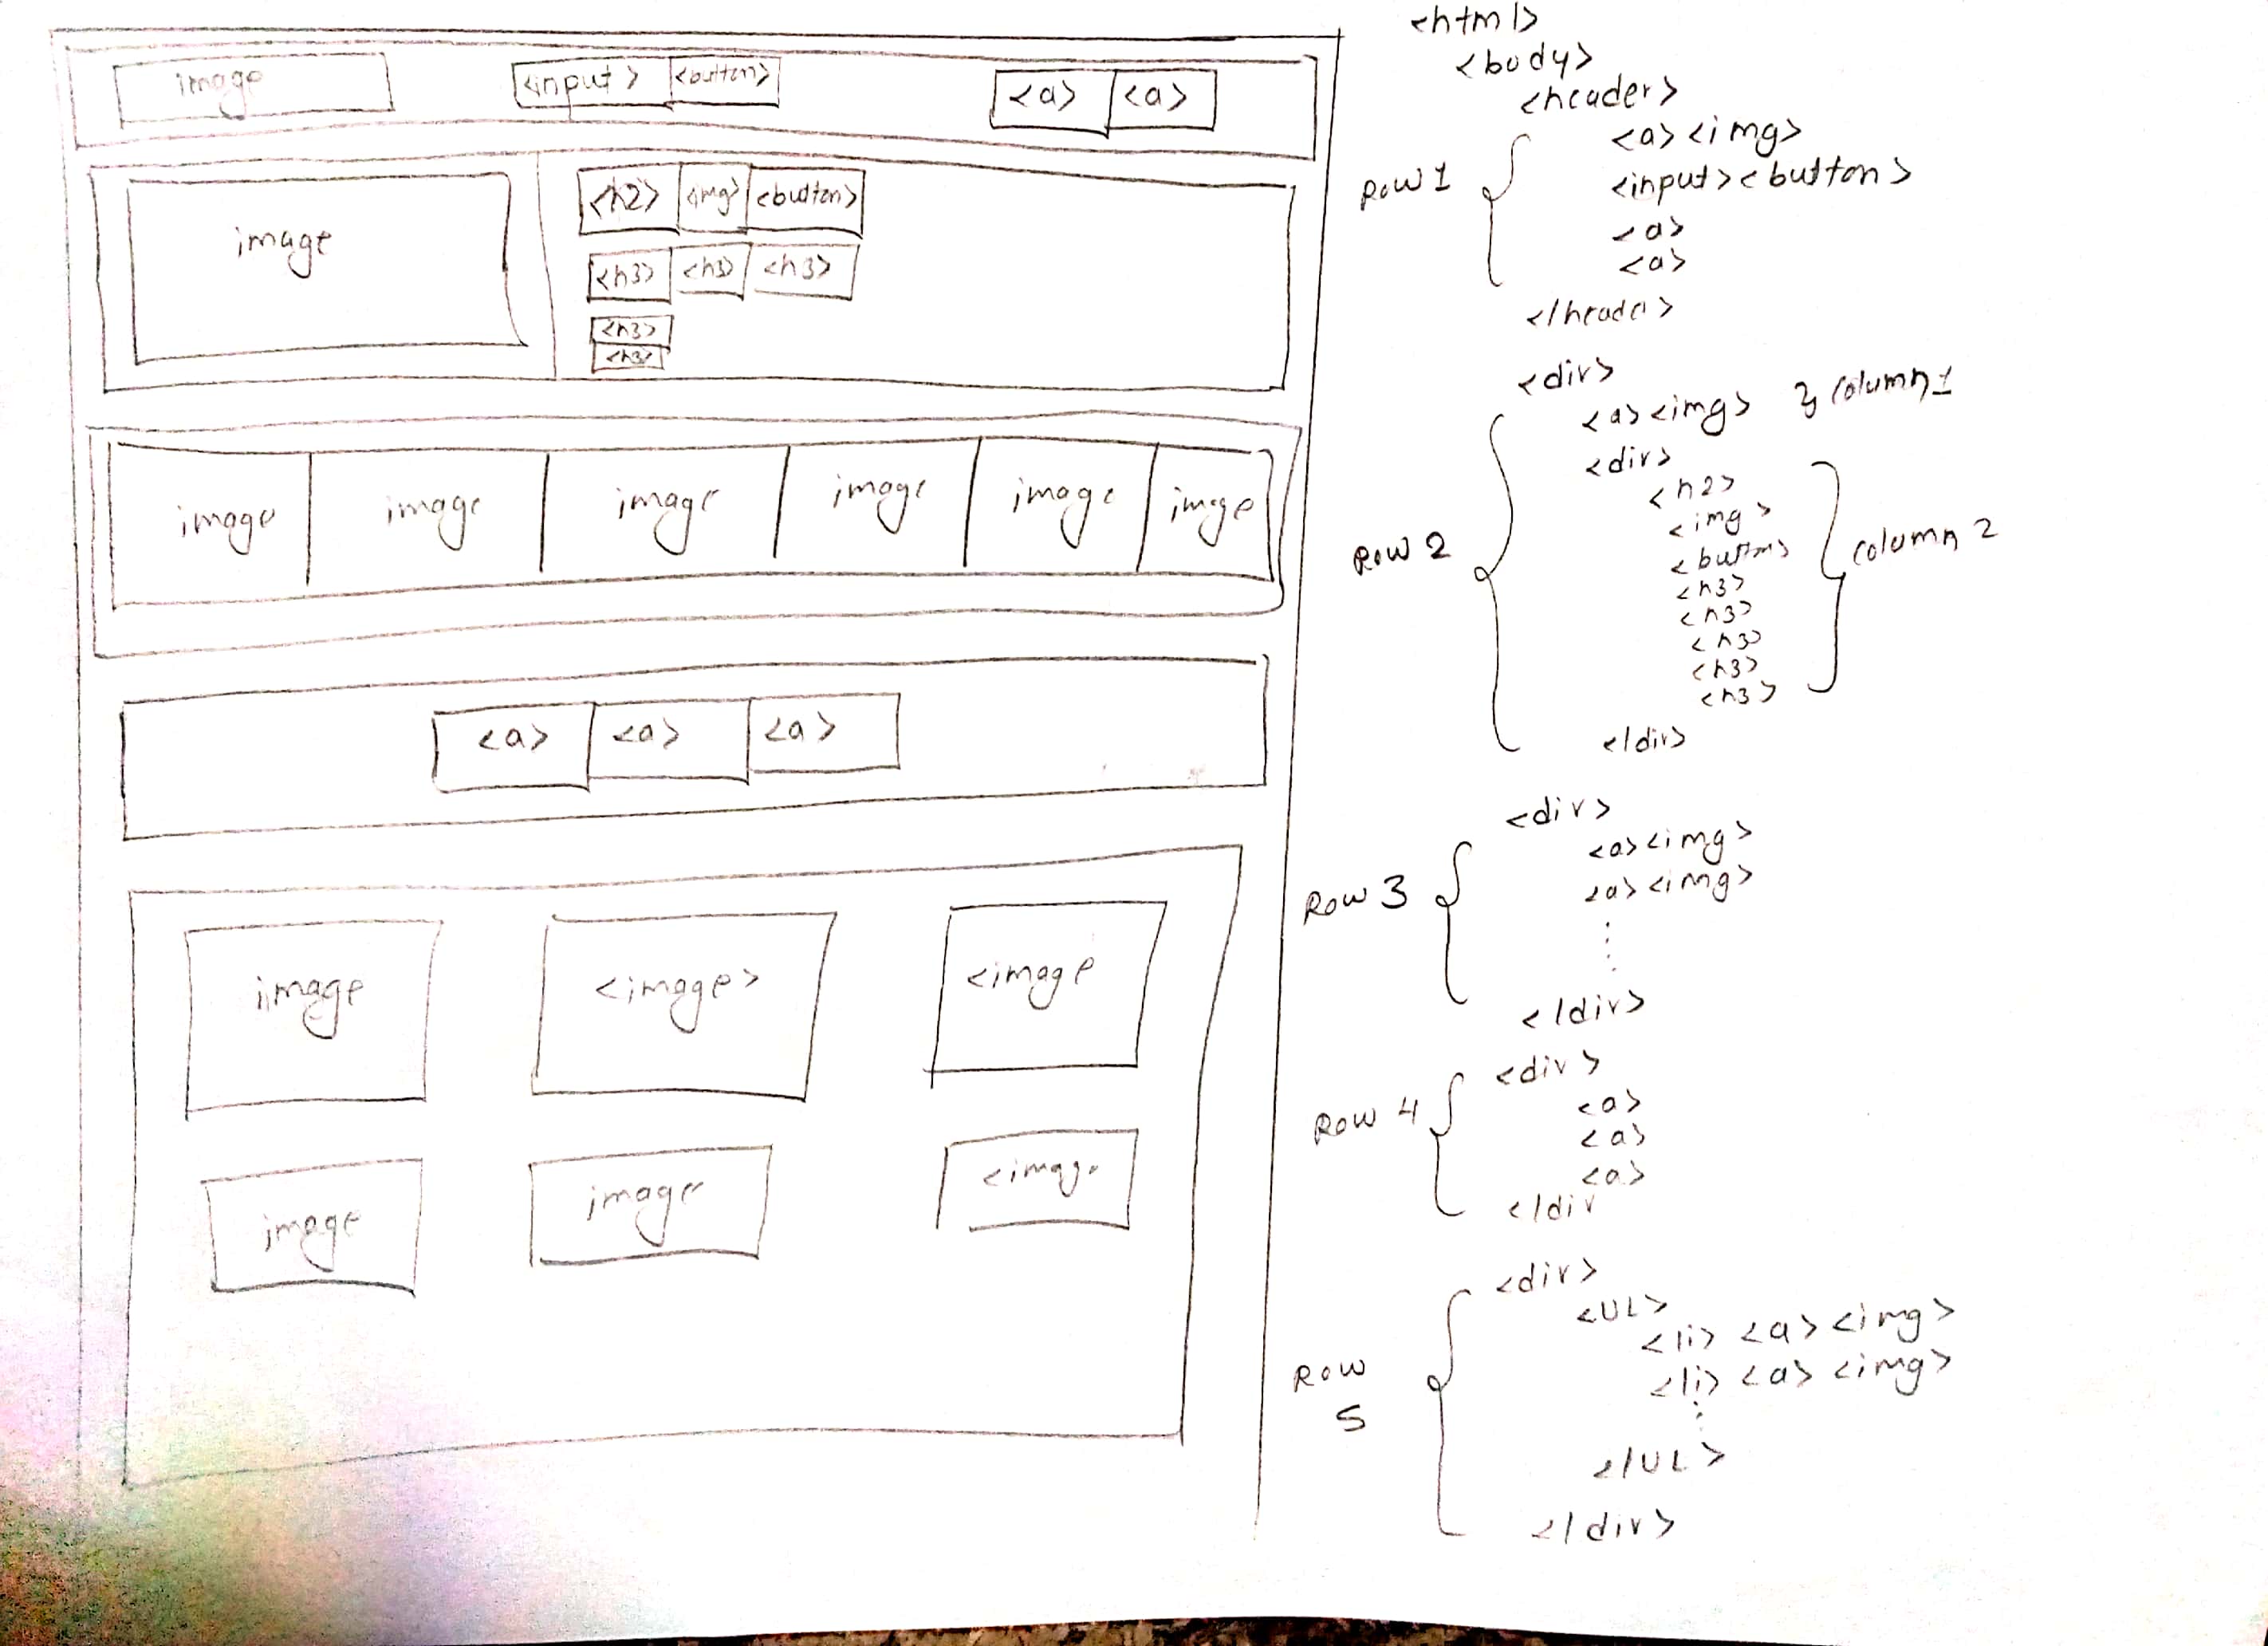 image <input> <button> <a> <a>
image <h2> <img> <button>
<h3> <h3> <h3>
<h3>
<h3>
image image image image image image
<a> <a> <a>
image <image> <image
image image <image
<html>
<body>
<header>
Row 1
<a> <img>
<input> <button>
<a>
<a>
</header>
<div>
<a> <img> } column 1
<div>
<h2>
<img>
<button>
<h3>
<h3>
<h3>
<h3>
<h3>
column 2
Row 2
</div>
<div>
<a> <img>
<a> <img>
Row 3
</div>
<div>
<a>
<a>
<a>
Row 4
</div
<div>
<UL>
<li> <a> <img>
<li> <a> <img>
Row
5
</UL>
</div>